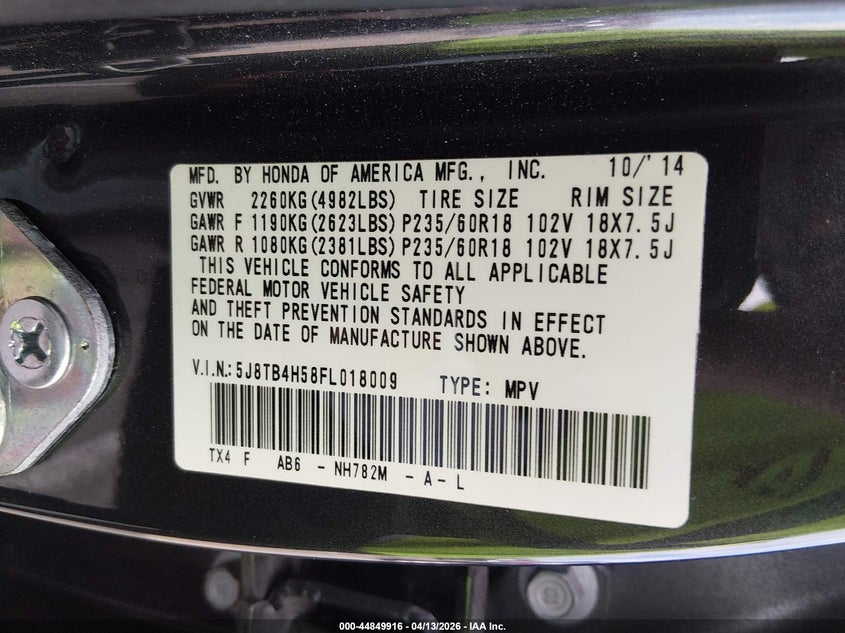 MFD. BY HONDA OF AMERICA MFG., INC. 10/'14
GVWR 2260KG(4982LBS) TIRE SIZE RIM SIZE
GAWR F 1190KG(2623LBS) P235/60R18 102V 18X7.5J
GAWR R 1080KG(2381LBS) P235/60R18 102V 18X7.5J
THIS VEHICLE CONFORMS TO ALL APPLICABLE
FEDERAL MOTOR VEHICLE SAFETY
AND THEFT PREVENTION STANDARDS IN EFFECT
ON THE DATE OF MANUFACTURE SHOWN ABOVE.
V.I.N.:5J8TB4H58FL018009 TYPE: MPV
TX4 F AB6 - NH782M - A - L
000-44849916 - 04/13/2026 - IAA Inc.